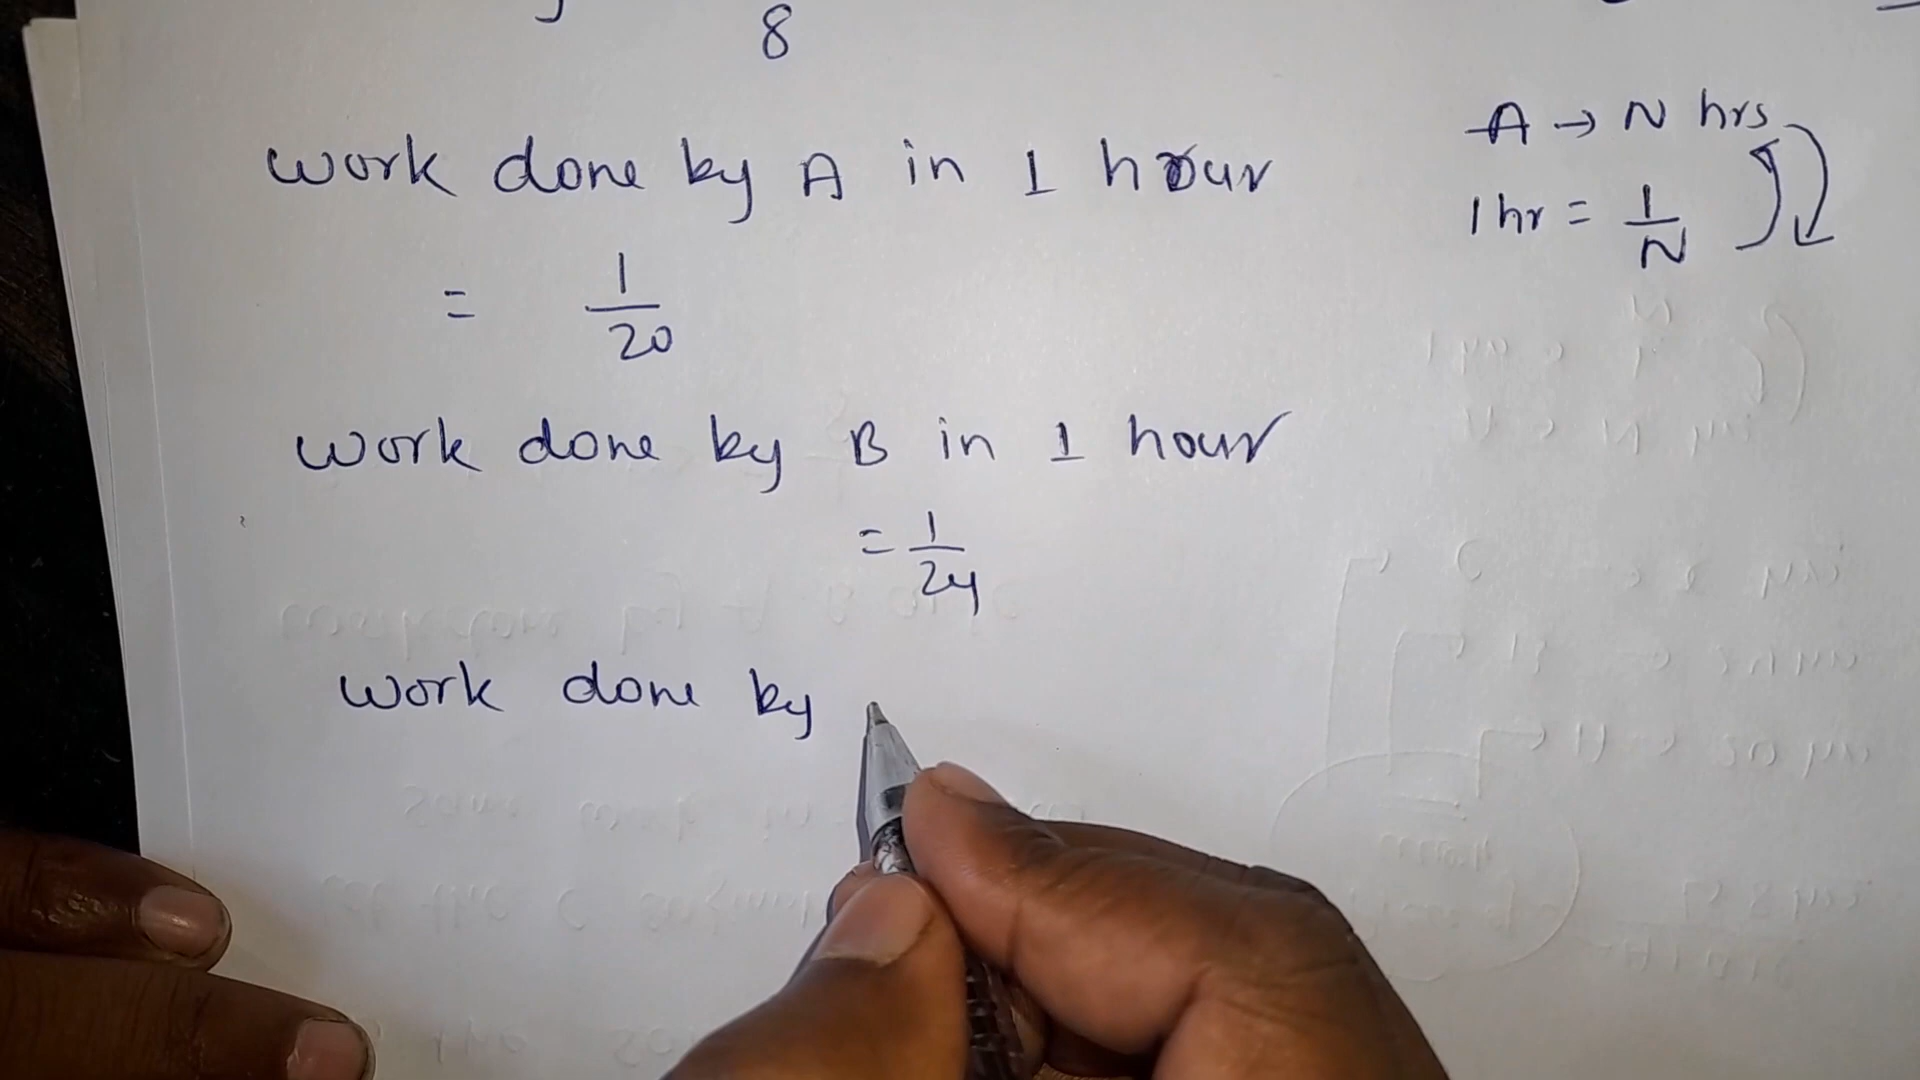 8
Work done by A in 1 hour
= 1/20
Work done by B in 1 hour
= 1/24
Work done by
A → N hrs
1 hr = 1/N